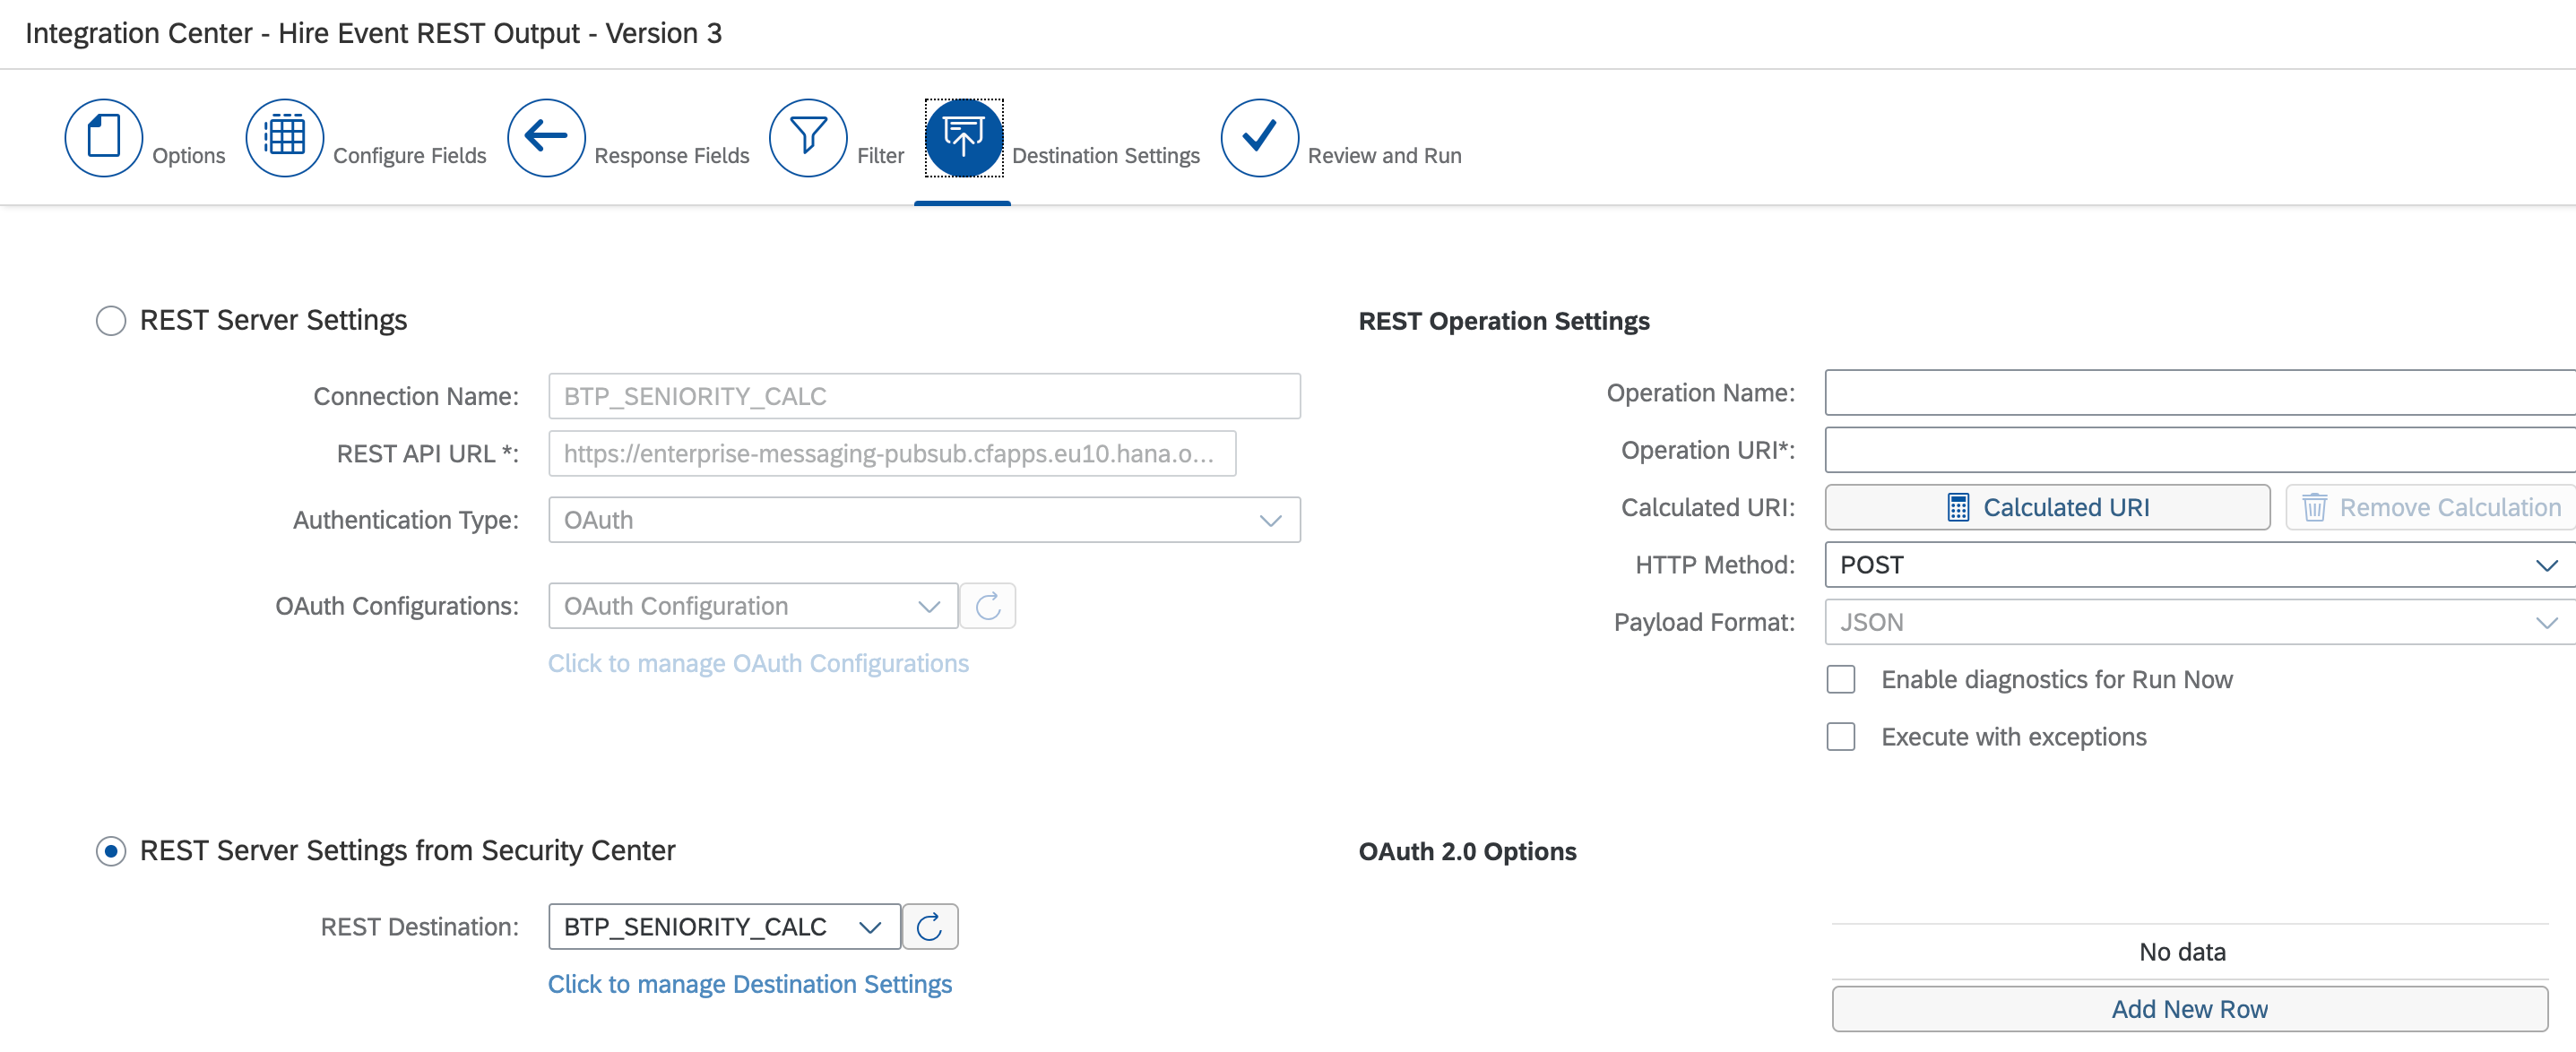 Integration Center - Hire Event REST Output - Version 3
Options
Configure Fields
Response Fields
Filter
Destination Settings
Review and Run
REST Server Settings
Connection Name: BTP_SENIORITY_CALC
REST API URL *: https://enterprise-messaging-pubsub.cfapps.eu10.hana.o...
Authentication Type: OAuth
OAuth Configurations: OAuth Configuration
Click to manage OAuth Configurations
REST Operation Settings
Operation Name:
Operation URI*:
Calculated URI: Calculated URI Remove Calculation
HTTP Method: POST
Payload Format: JSON
Enable diagnostics for Run Now
Execute with exceptions
REST Server Settings from Security Center
REST Destination: BTP_SENIORITY_CALC
Click to manage Destination Settings
OAuth 2.0 Options
No data
Add New Row